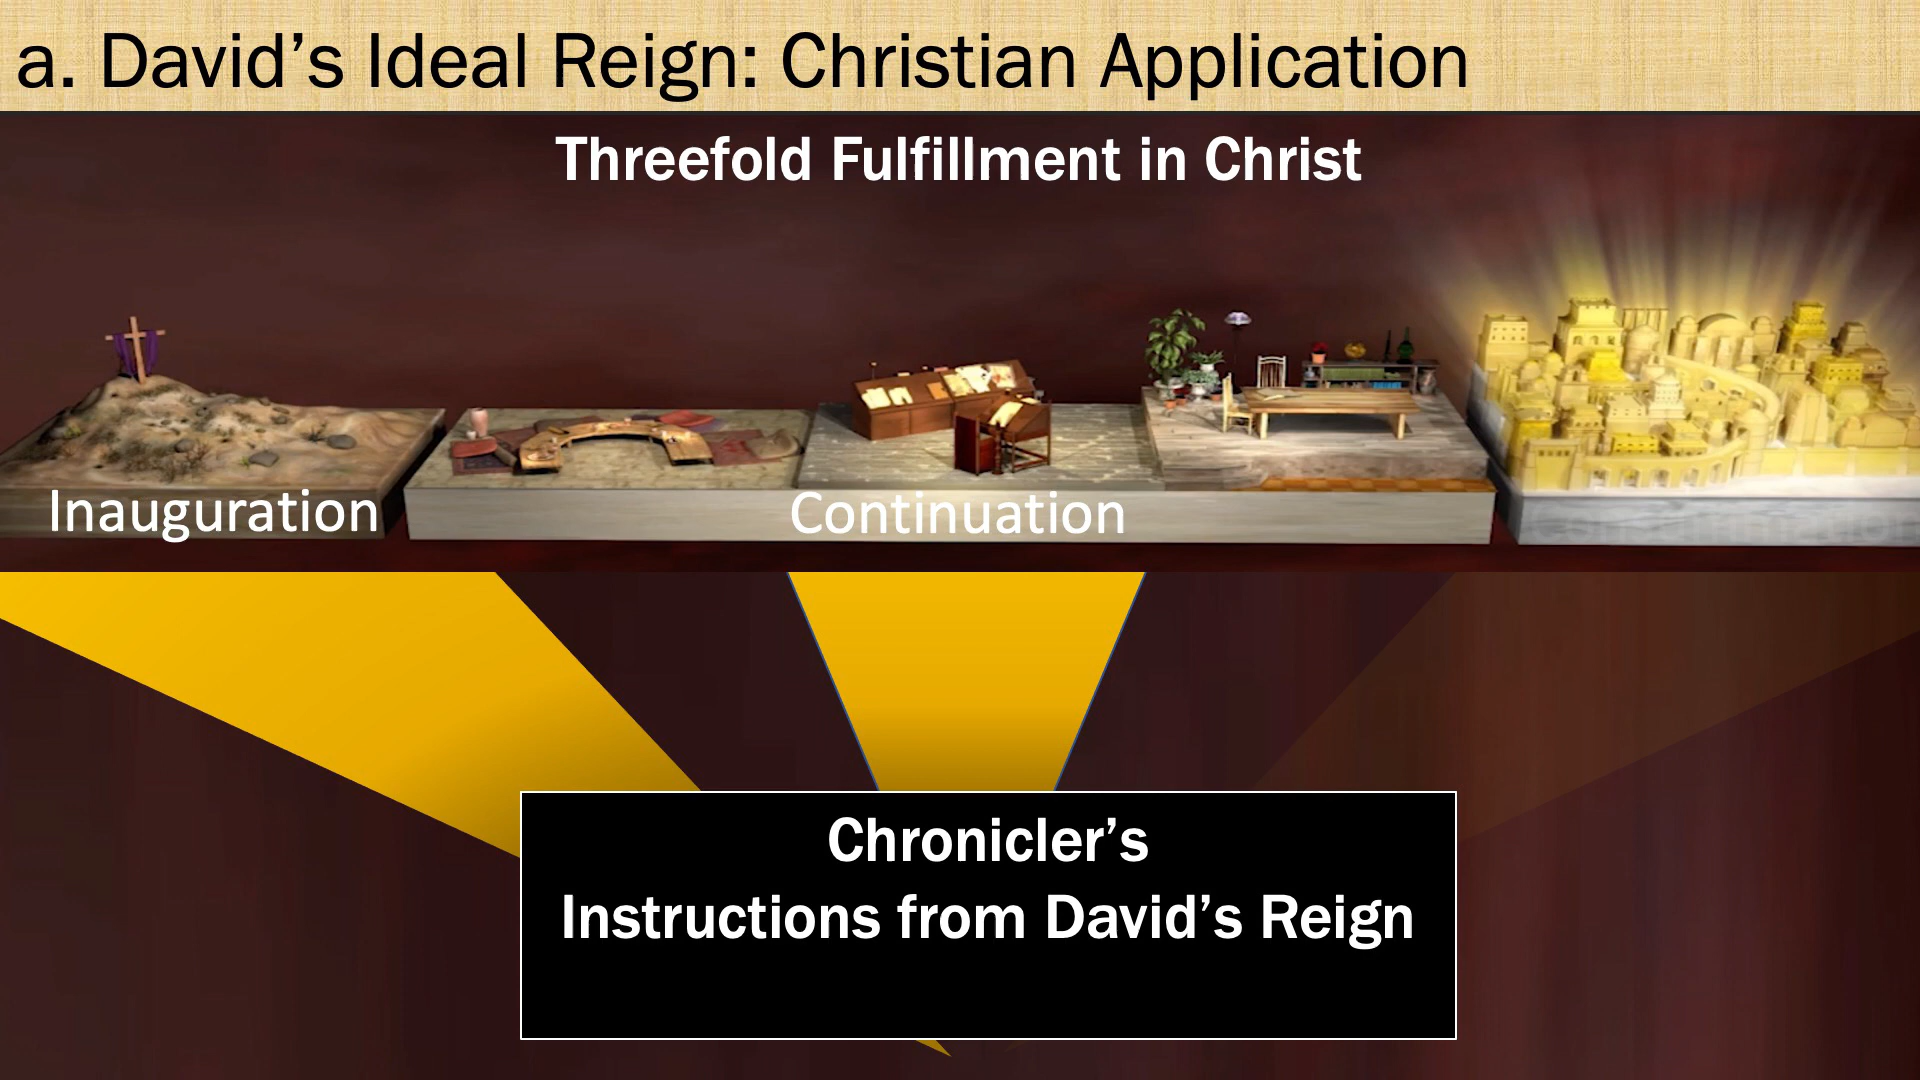 a. David’s Ideal Reign: Christian Application
Threefold Fulfillment in Christ
Inauguration
Continuation
Chronicler’s
Instructions from David’s Reign